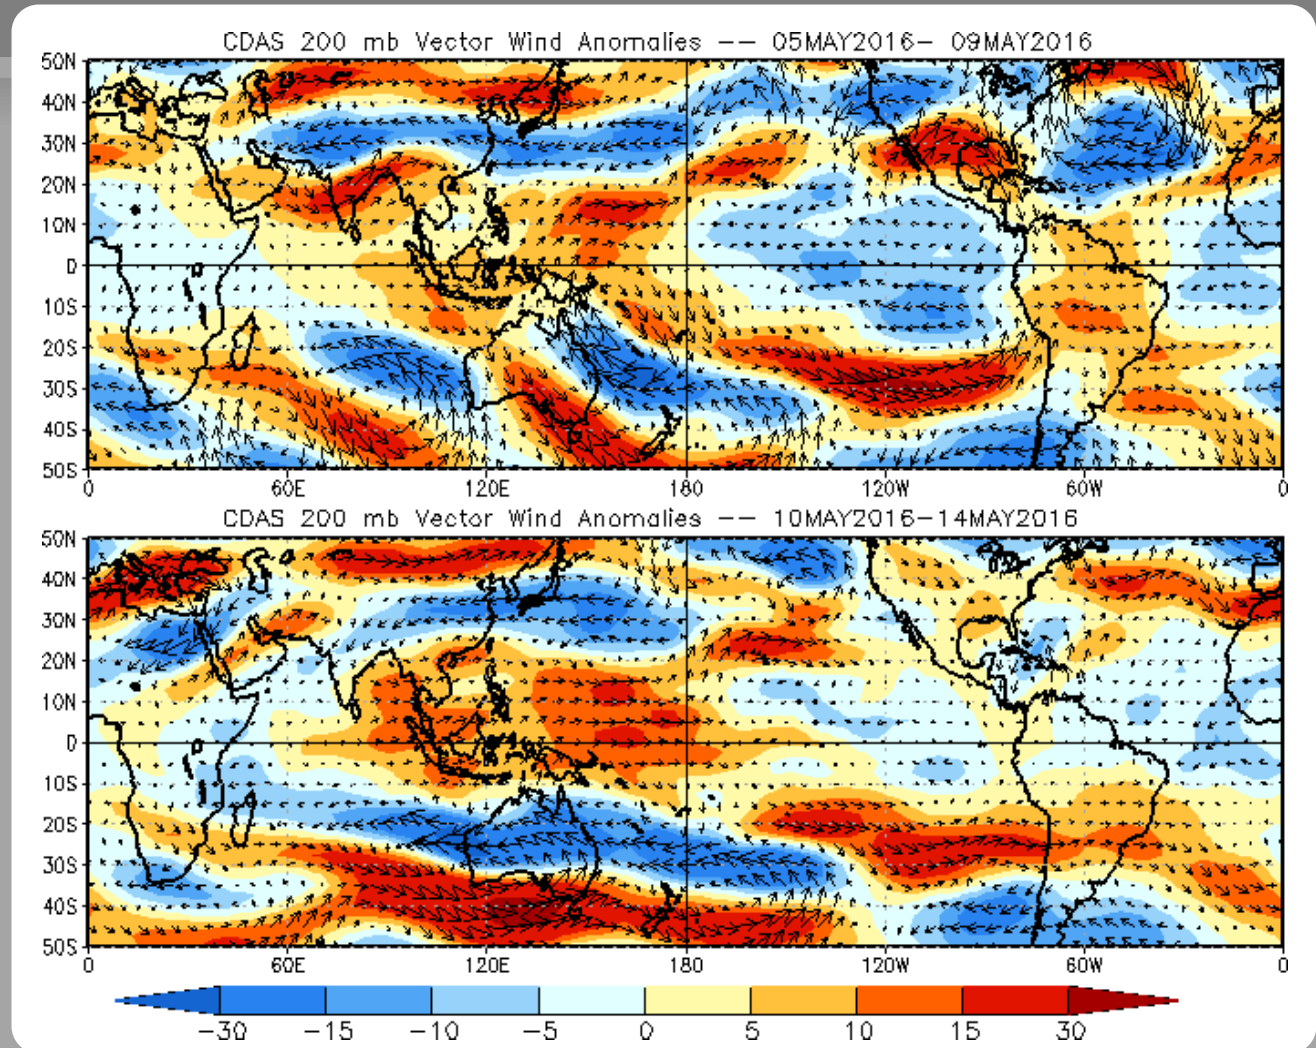 CDAS 200 mb Vector Wind Anomalies -- 05MAY2016- 09MAY2016
50N
40N
30N
20N
10N
0
10S
20S
30S
40S
50S
0 60E 120E 180 120W 60W 0
CDAS 200 mb Vector Wind Anomalies -- 10MAY2016-14MAY2016
50N
40N
30N
20N
10N
0
10S
20S
30S
40S
50S
0 60E 120E 180 120W 60W 0
-30 -15 -10 -5 0 5 10 15 30